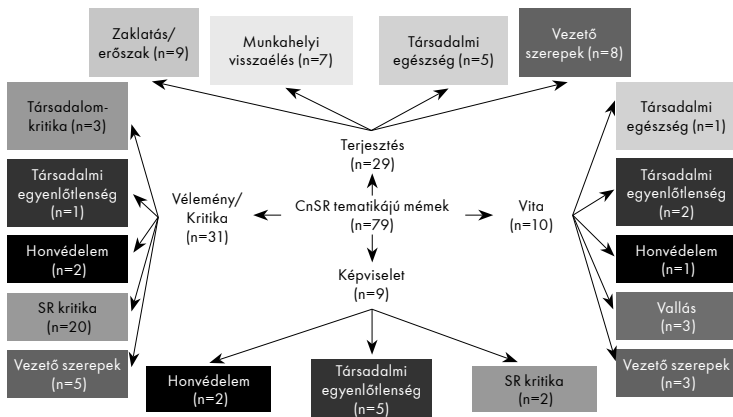 Zaklatás/
erőszak (n=9)
Munkahelyi
visszaélés (n=7)
Társadalmi
egészség (n=5)
Vezető
szerepek (n=8)
Társadalom-
kritika (n=3)
Társadalmi
egyenlőtlenség
(n=1)
Honvédelem
(n=2)
SR kritika
(n=20)
Vezető szerepek
(n=5)
Terjesztés
(n=29)
Vélemény/
Kritika
(n=31)
CnSR tematikájú mémek
(n=79)
Vita
(n=10)
Képviselet
(n=9)
Társadalmi
egészség (n=1)
Társadalmi
egyenlőtlenség
(n=2)
Honvédelem
(n=1)
Vallás
(n=3)
Vezető szerepek
(n=3)
Honvédelem
(n=2)
Társadalmi
egyenlőtlenség
(n=5)
SR kritika
(n=2)